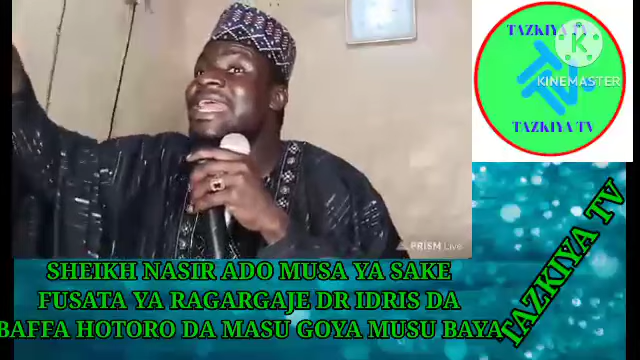 TAZKIYA TV
KINEMASTER
TAZKIYA TV
PRISM Live
SHEIKH NASIR ADO MUSA YA SAKE
FUSATA YA RAGARGAJE DR IDRIS DA
BAFFA HOTORO DA MASU GOYA MUSU BAYA
TAZKIYA TV